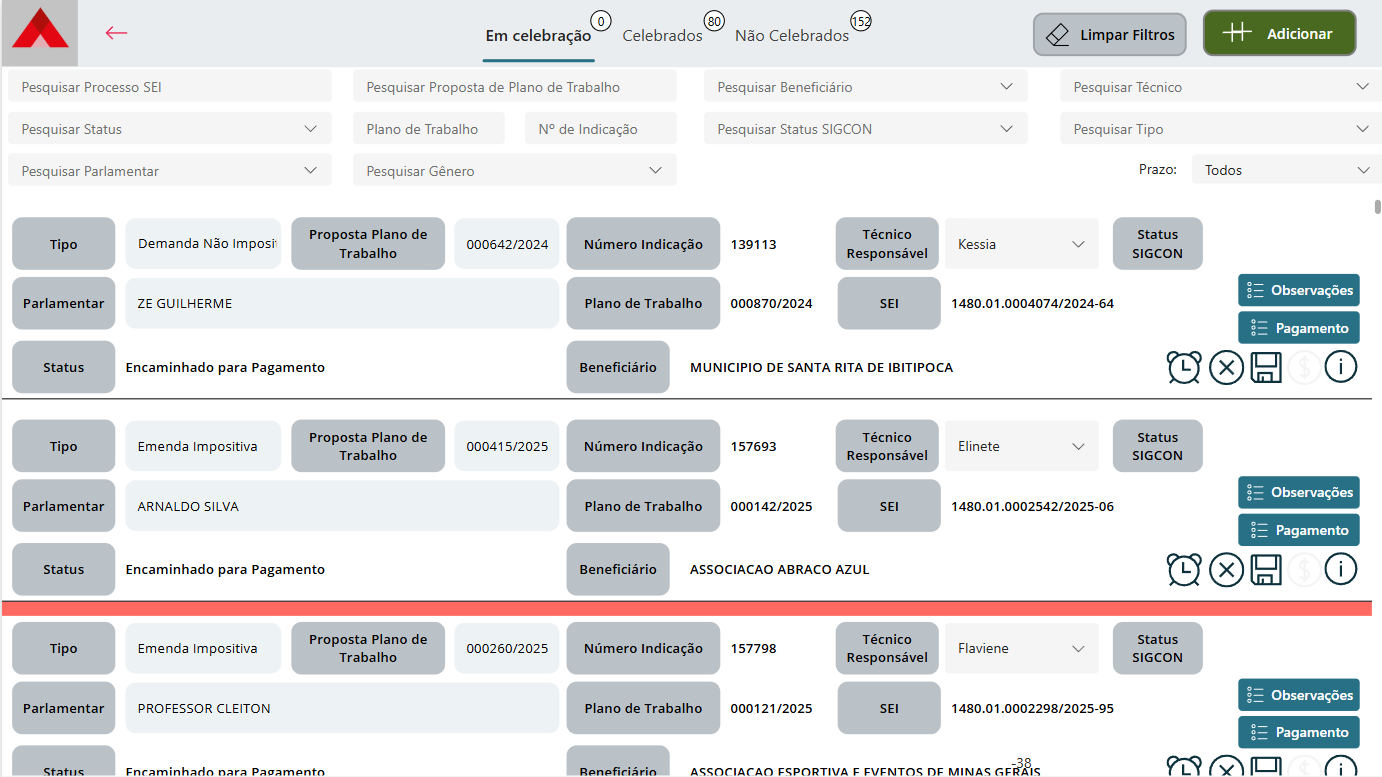 Em celebração 0 Celebrados 80 Não Celebrados 152 Limpar Filtros Adicionar
Pesquisar Processo SEI Pesquisar Proposta de Plano de Trabalho Pesquisar Beneficiário Pesquisar Técnico
Pesquisar Status Plano de Trabalho Nº de Indicação Pesquisar Status SIGCON Pesquisar Tipo
Pesquisar Parlamentar Pesquisar Gênero Prazo: Todos
Tipo Demanda Não Imposit Proposta Plano de Trabalho 000642/2024 Número Indicação 139113 Técnico Responsável Kessia Status SIGCON
Parlamentar ZE GUILHERME Plano de Trabalho 000870/2024 SEI 1480.01.0004074/2024-64 Observações
Pagamento
Status Encaminhado para Pagamento Beneficiário MUNICIPIO DE SANTA RITA DE IBITIPOCA
Tipo Emenda Impositiva Proposta Plano de Trabalho 000415/2025 Número Indicação 157693 Técnico Responsável Elinete Status SIGCON
Parlamentar ARNALDO SILVA Plano de Trabalho 000142/2025 SEI 1480.01.0002542/2025-06 Observações
Pagamento
Status Encaminhado para Pagamento Beneficiário ASSOCIACAO ABRACO AZUL
Tipo Emenda Impositiva Proposta Plano de Trabalho 000260/2025 Número Indicação 157798 Técnico Responsável Flaviene Status SIGCON
Parlamentar PROFESSOR CLEITON Plano de Trabalho 000121/2025 SEI 1480.01.0002298/2025-95 Observações
Pagamento
Status Encaminhado para Pagamento Beneficiário ASSOCIACAO ESPORTIVA E EVENTOS DE MINAS GERAIS
-38